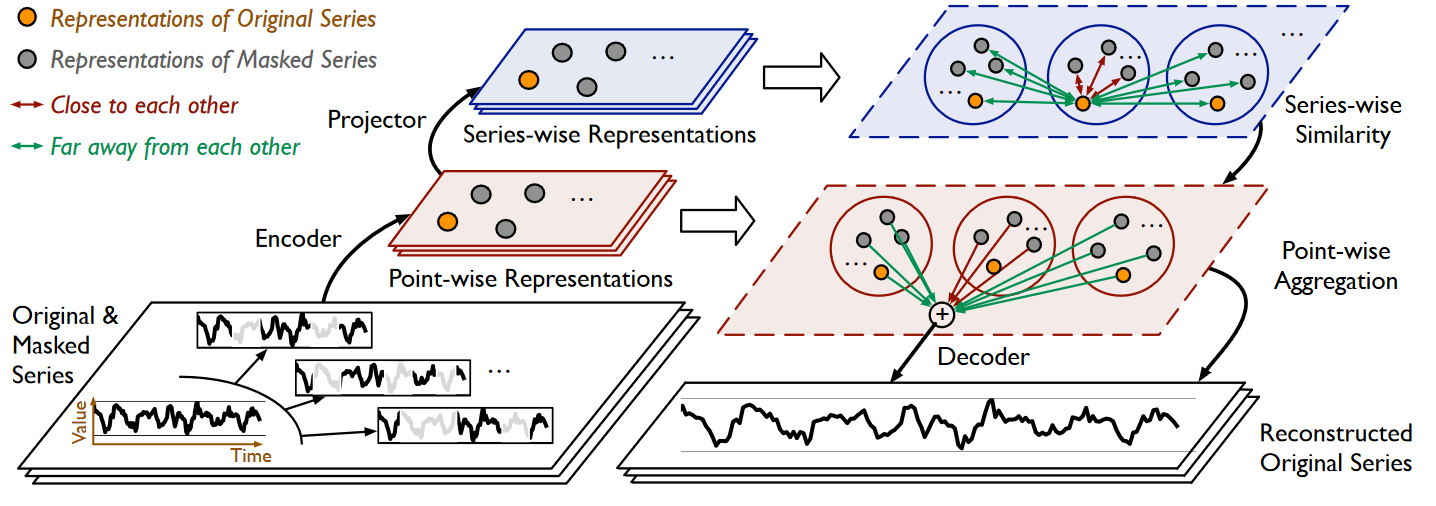 Representations of Original Series
Representations of Masked Series
Close to each other
Far away from each other
Projector
Series-wise Representations
...
...
...
...
Series-wise
Similarity
Encoder
Point-wise Representations
...
...
...
...
Point-wise
Aggregation
+
Decoder
Original &
Masked
Series
...
Value
Time
Reconstructed
Original Series